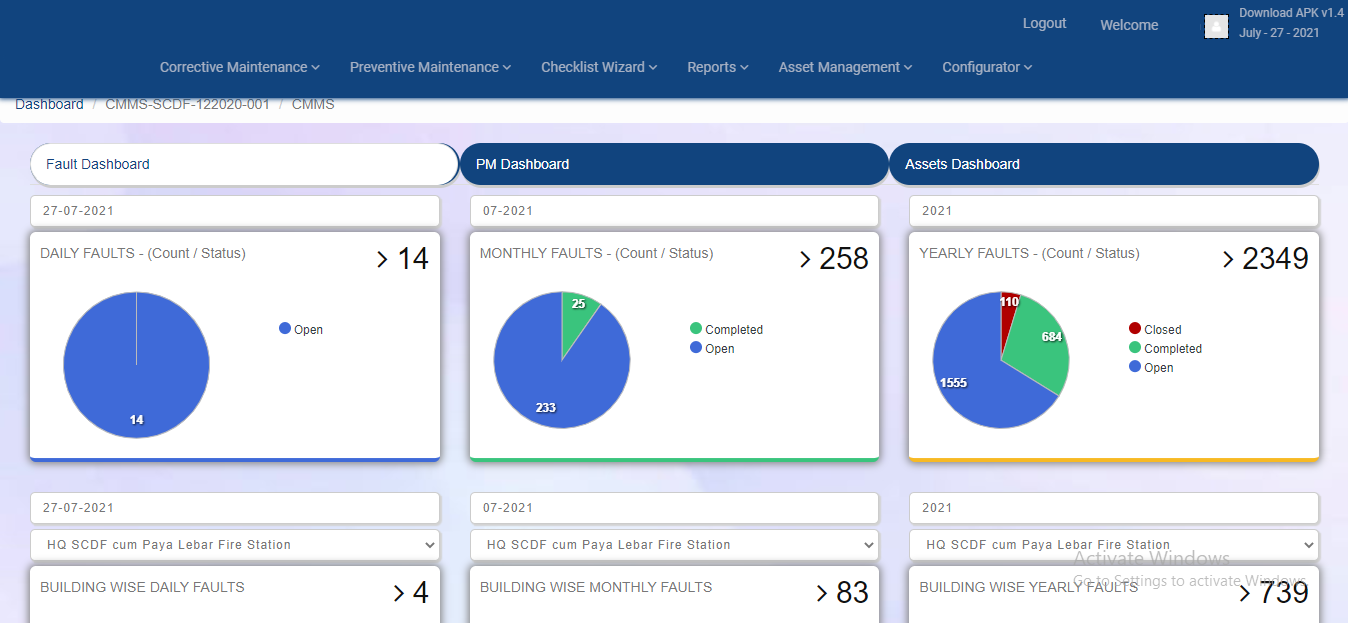 Logout
Welcome
Download APK v1.4
July - 27 - 2021
Corrective Maintenance
Preventive Maintenance
Checklist Wizard
Reports
Asset Management
Configurator
Dashboard / CMMS-SCDF-122020-001 / CMMS
Fault Dashboard
PM Dashboard
Assets Dashboard
27-07-2021
07-2021
2021
DAILY FAULTS - (Count / Status)
> 14
14
Open
MONTHLY FAULTS - (Count / Status)
> 258
25
233
Completed
Open
YEARLY FAULTS - (Count / Status)
> 2349
110
684
1555
Closed
Completed
Open
27-07-2021
07-2021
2021
HQ SCDF cum Paya Lebar Fire Station
HQ SCDF cum Paya Lebar Fire Station
HQ SCDF cum Paya Lebar Fire Station
BUILDING WISE DAILY FAULTS
> 4
BUILDING WISE MONTHLY FAULTS
> 83
BUILDING WISE YEARLY FAULTS
> 739
Activate Windows
Go to Settings to activate Windows.